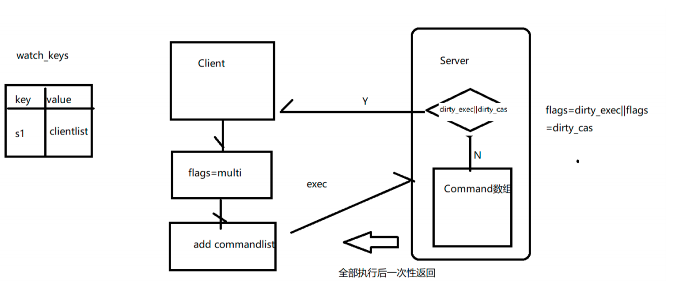 watch_keys
key value
s1 clientlist
Client
flags=multi
add commandlist
exec
Y
Server
dirty_exec||dirty_cas
N
Command数组
全部执行后一次性返回
flags=dirty_exec||flags
=dirty_cas